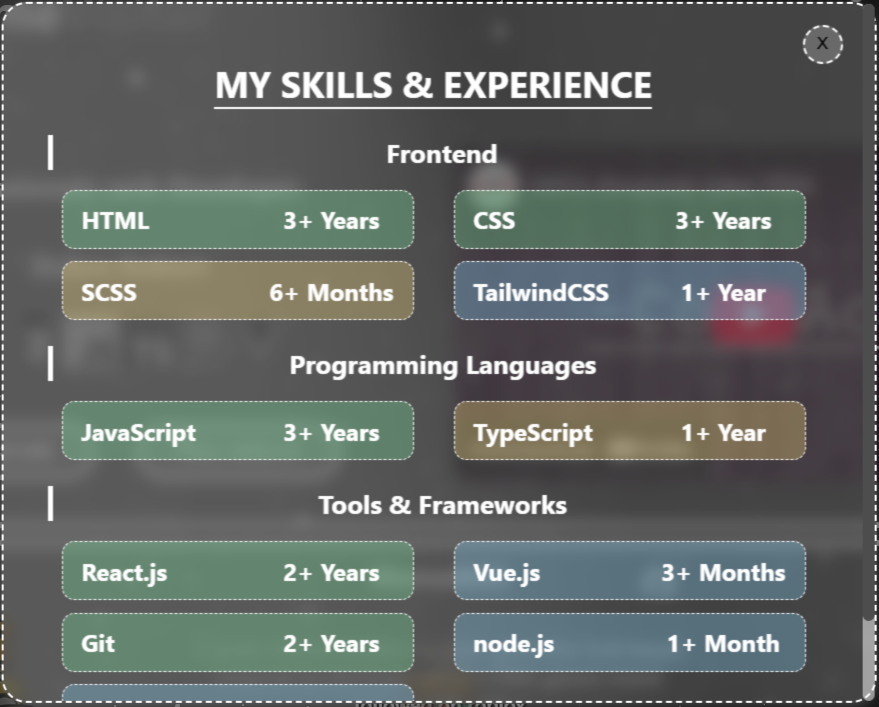 X
MY SKILLS & EXPERIENCE
Frontend
HTML 3+ Years
CSS 3+ Years
SCSS 6+ Months
TailwindCSS 1+ Year
Programming Languages
JavaScript 3+ Years
TypeScript 1+ Year
Tools & Frameworks
React.js 2+ Years
Vue.js 3+ Months
Git 2+ Years
node.js 1+ Month